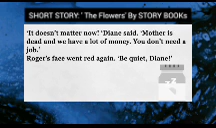 SHORT STORY: ' The Flowers' By STORY BOOKs
'It doesn't matter now! 'Diane said. 'Mother is
dead and we have a lot of money. You don't need a
job.'
Roger's face went red again. 'Be quiet, Diane!'